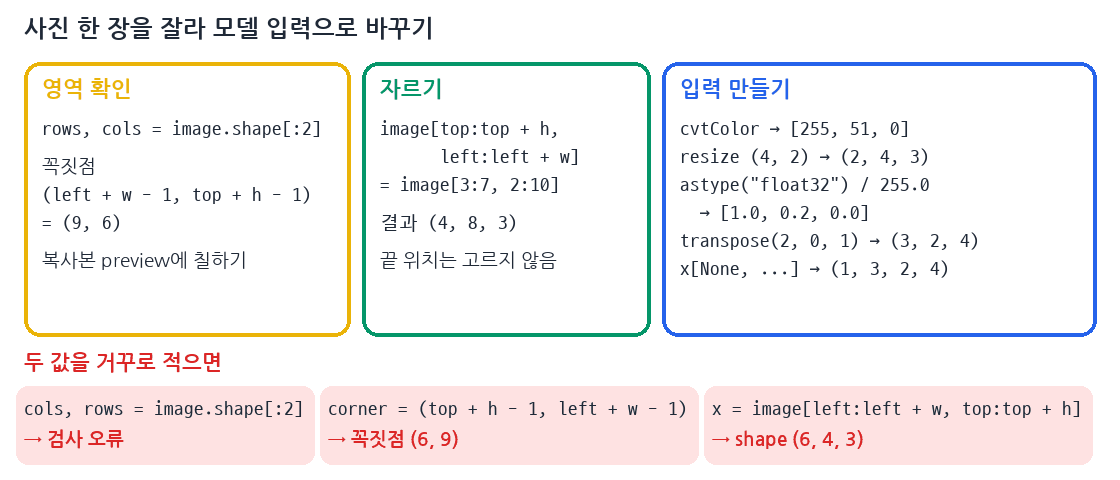 사진 한 장을 잘라 모델 입력으로 바꾸기
영역 확인
rows, cols = image.shape[:2]
꼭짓점
(left + w − 1, top + h − 1)
= (9, 6)
복사본 preview에 칠하기
자르기
image[top:top + h,
left:left + w]
= image[3:7, 2:10]
결과 (4, 8, 3)
끝 위치는 고르지 않음
입력 만들기
cvtColor → [255, 51, 0]
resize (4, 2) → (2, 4, 3)
astype("float32") / 255.0
→ [1.0, 0.2, 0.0]
transpose(2, 0, 1) → (3, 2, 4)
x[None, ...] → (1, 3, 2, 4)
두 값을 거꾸로 적으면
cols, rows = image.shape[:2]
→ 검사 오류
corner = (top + h − 1, left + w − 1)
→ 꼭짓점 (6, 9)
x = image[left:left + w, top:top + h]
→ shape (6, 4, 3)